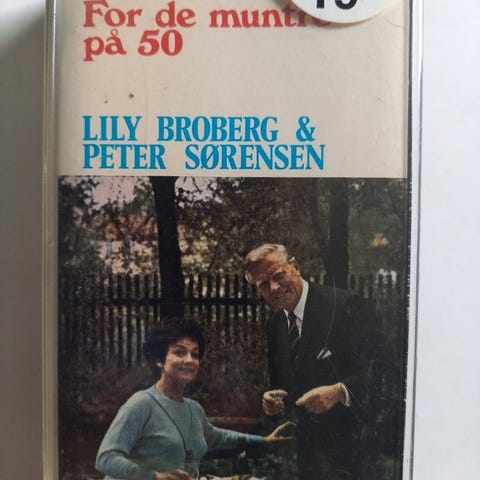 For de muntre
på 50
LILY BROBERG &
PETER SØRENSEN